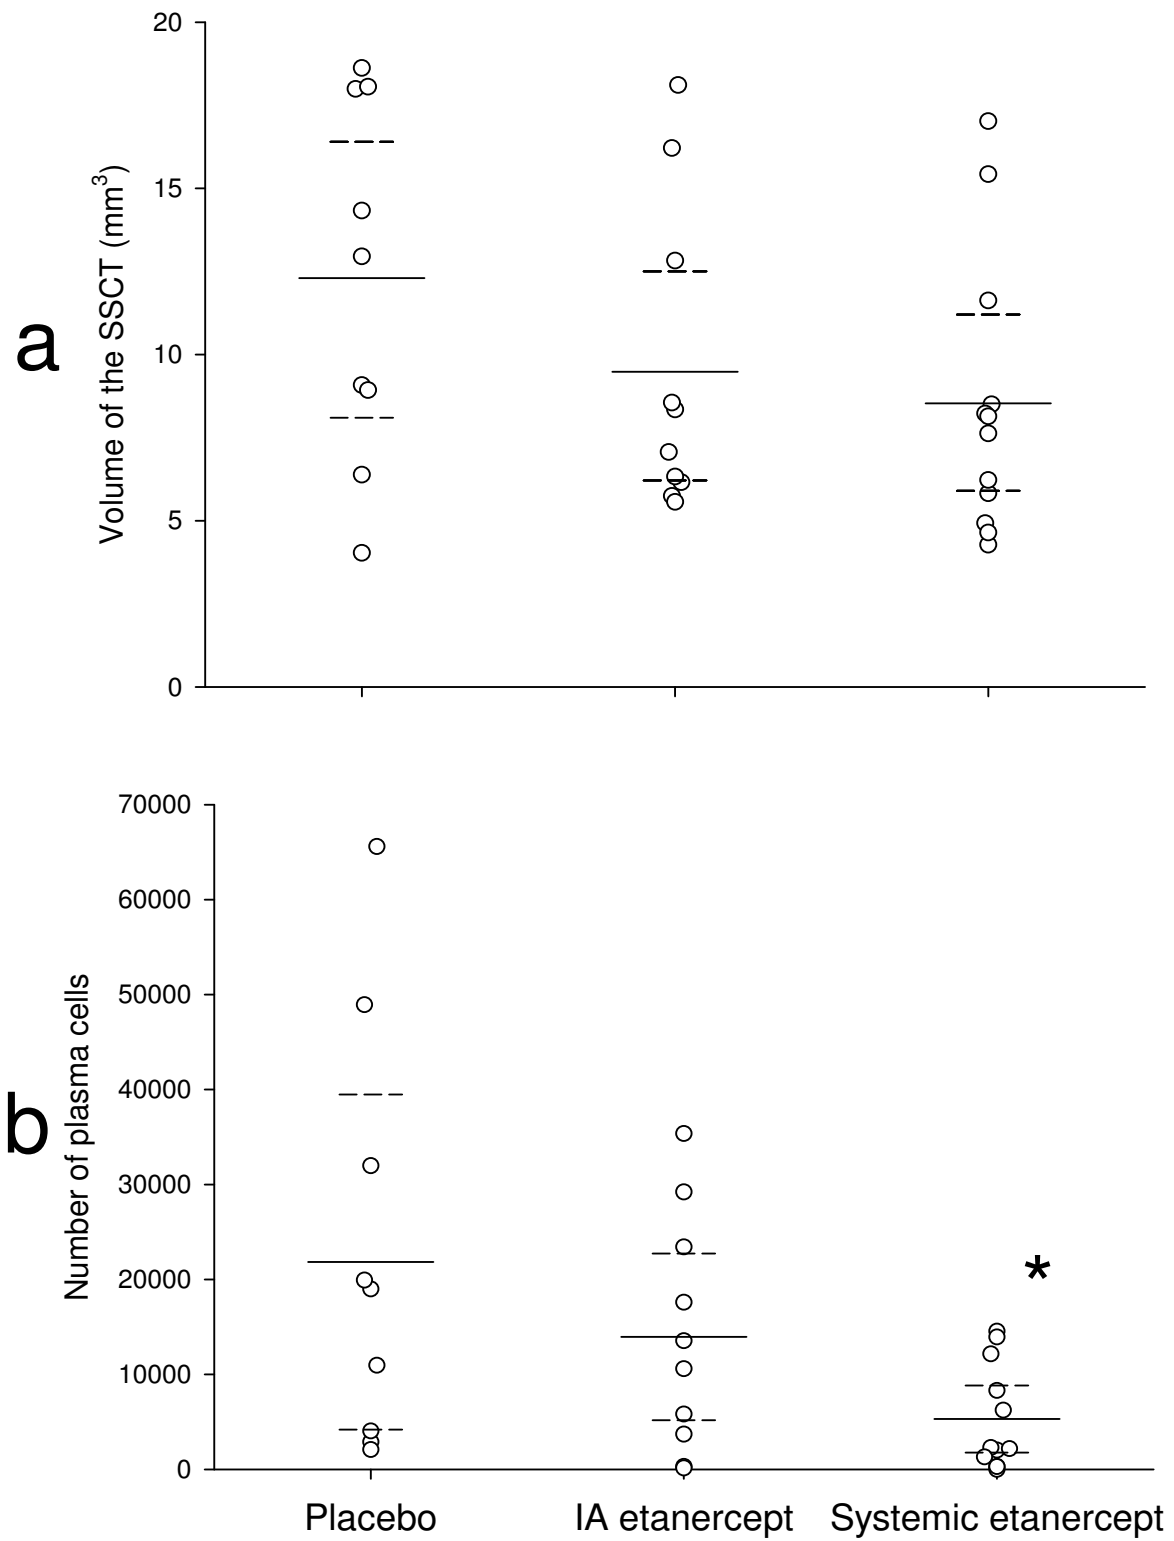 a
Volume of the SSCT (mm³)
20
15
10
5
0
b
Number of plasma cells
70000
60000
50000
40000
30000
20000
10000
0
*
Placebo
IA etanercept
Systemic etanercept